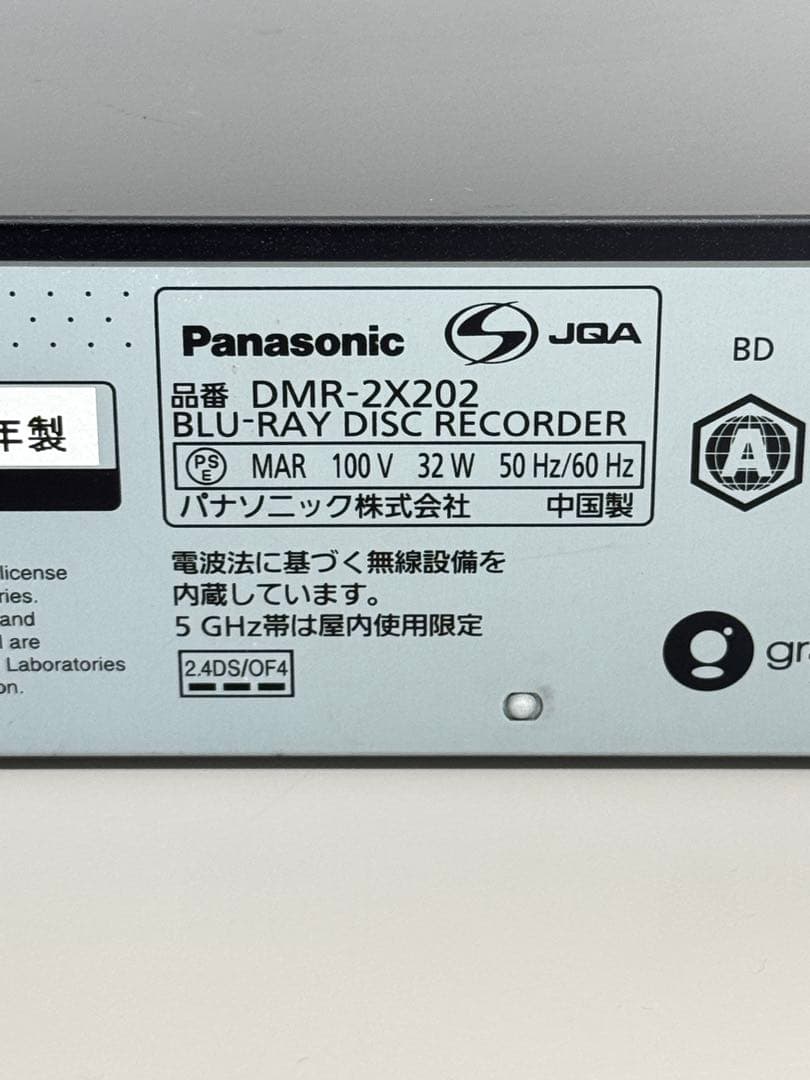 Panasonic
JQA
品番 DMR-2X202
BLU-RAY DISC RECORDER
PS
E
MAR 100 V 32 W 50 Hz/60 Hz
パナソニック株式会社 中国製
電波法に基づく無線設備を
内蔵しています。
5 GHz帯は屋内使用限定
2.4DS/OF4
年製
license
ries.
and
are
Laboratories
on.
BD
A
g
gr